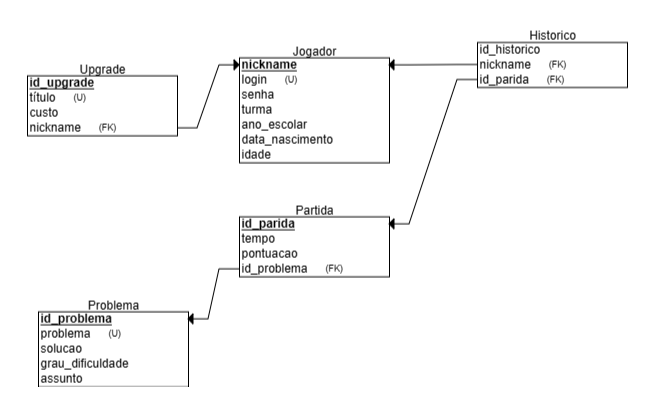 Upgrade
id_upgrade
título (U)
custo
nickname (FK)
Jogador
nickname
login (U)
senha
turma
ano_escolar
data_nascimento
idade
Historico
id_historico
nickname (FK)
id_parida (FK)
Partida
id_parida
tempo
pontuacao
id_problema (FK)
Problema
id_problema
problema (U)
solucao
grau_dificuldade
assunto